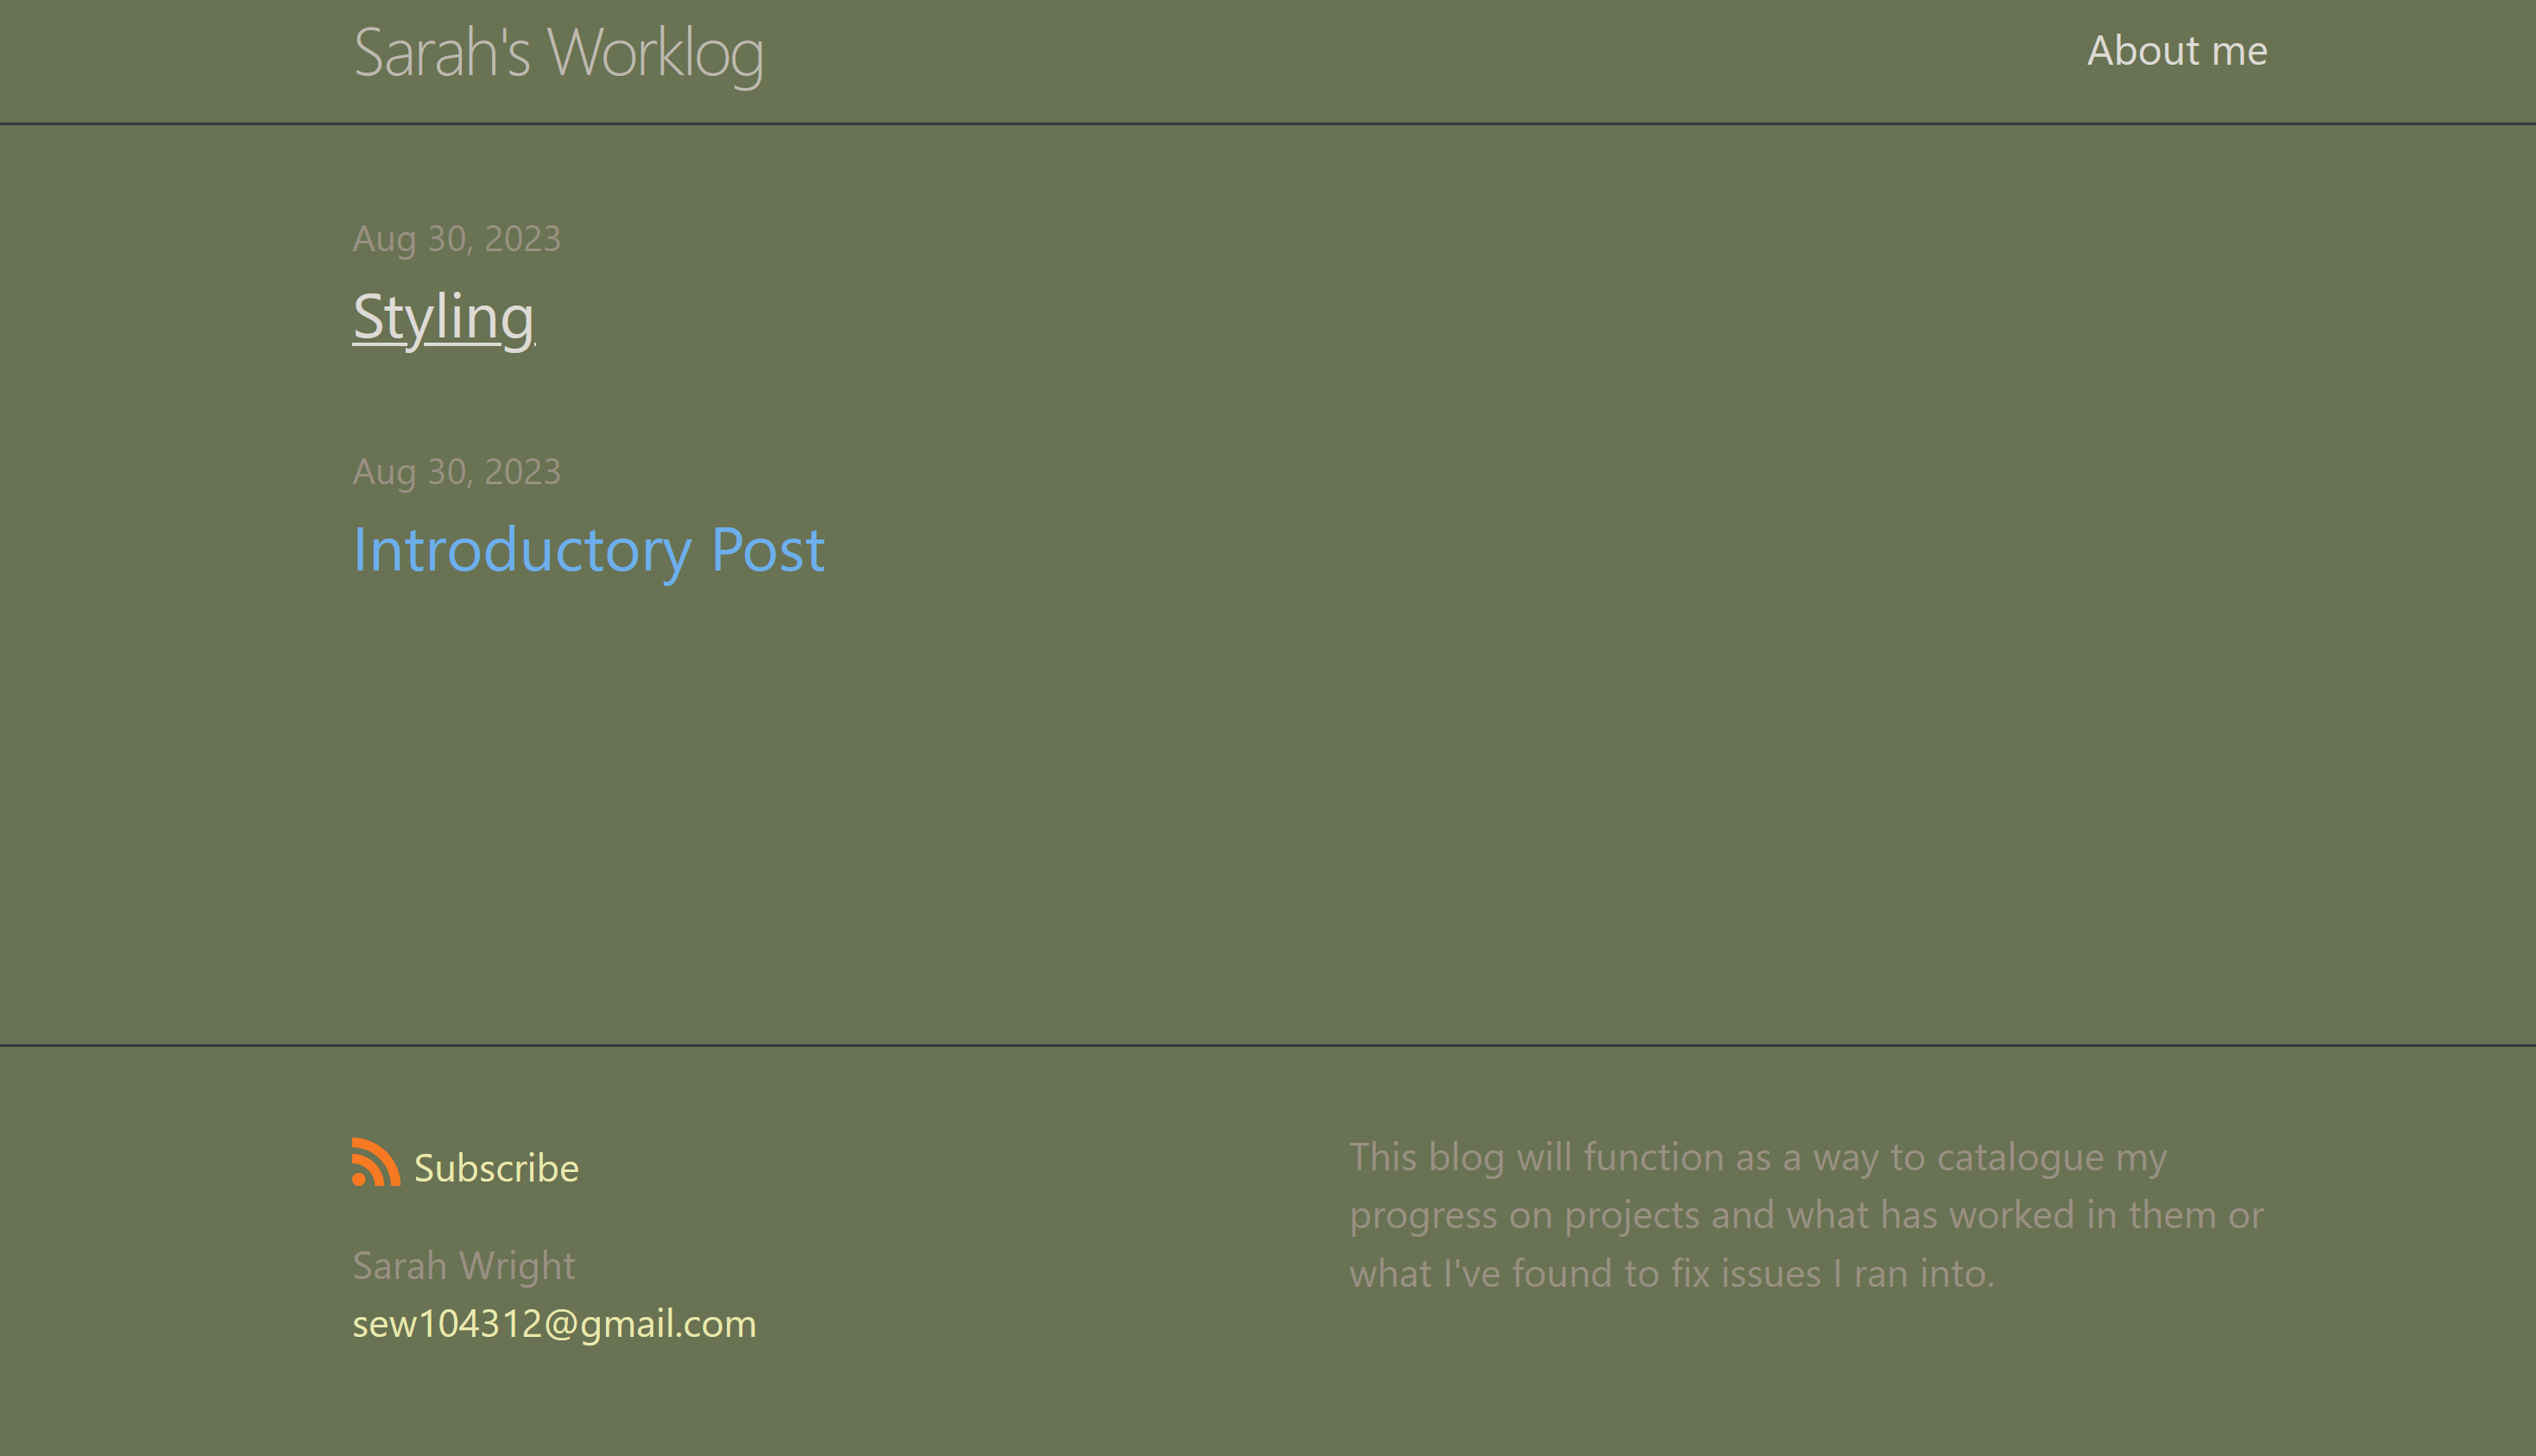 Sarah's Worklog
About me
Aug 30, 2023
Styling
Aug 30, 2023
Introductory Post
Subscribe
Sarah Wright
sew104312@gmail.com
This blog will function as a way to catalogue my
progress on projects and what has worked in them or
what I've found to fix issues I ran into.